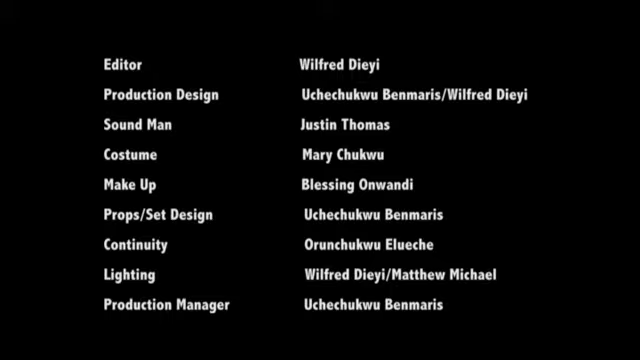 Editor Wilfred Dieyi
Production Design Uchechukwu Benmaris/Wilfred Dieyi
Sound Man Justin Thomas
Costume Mary Chukwu
Make Up Blessing Onwandi
Props/Set Design Uchechukwu Benmaris
Continuity Orunchukwu Elueche
Lighting Wilfred Dieyi/Matthew Michael
Production Manager Uchechukwu Benmaris